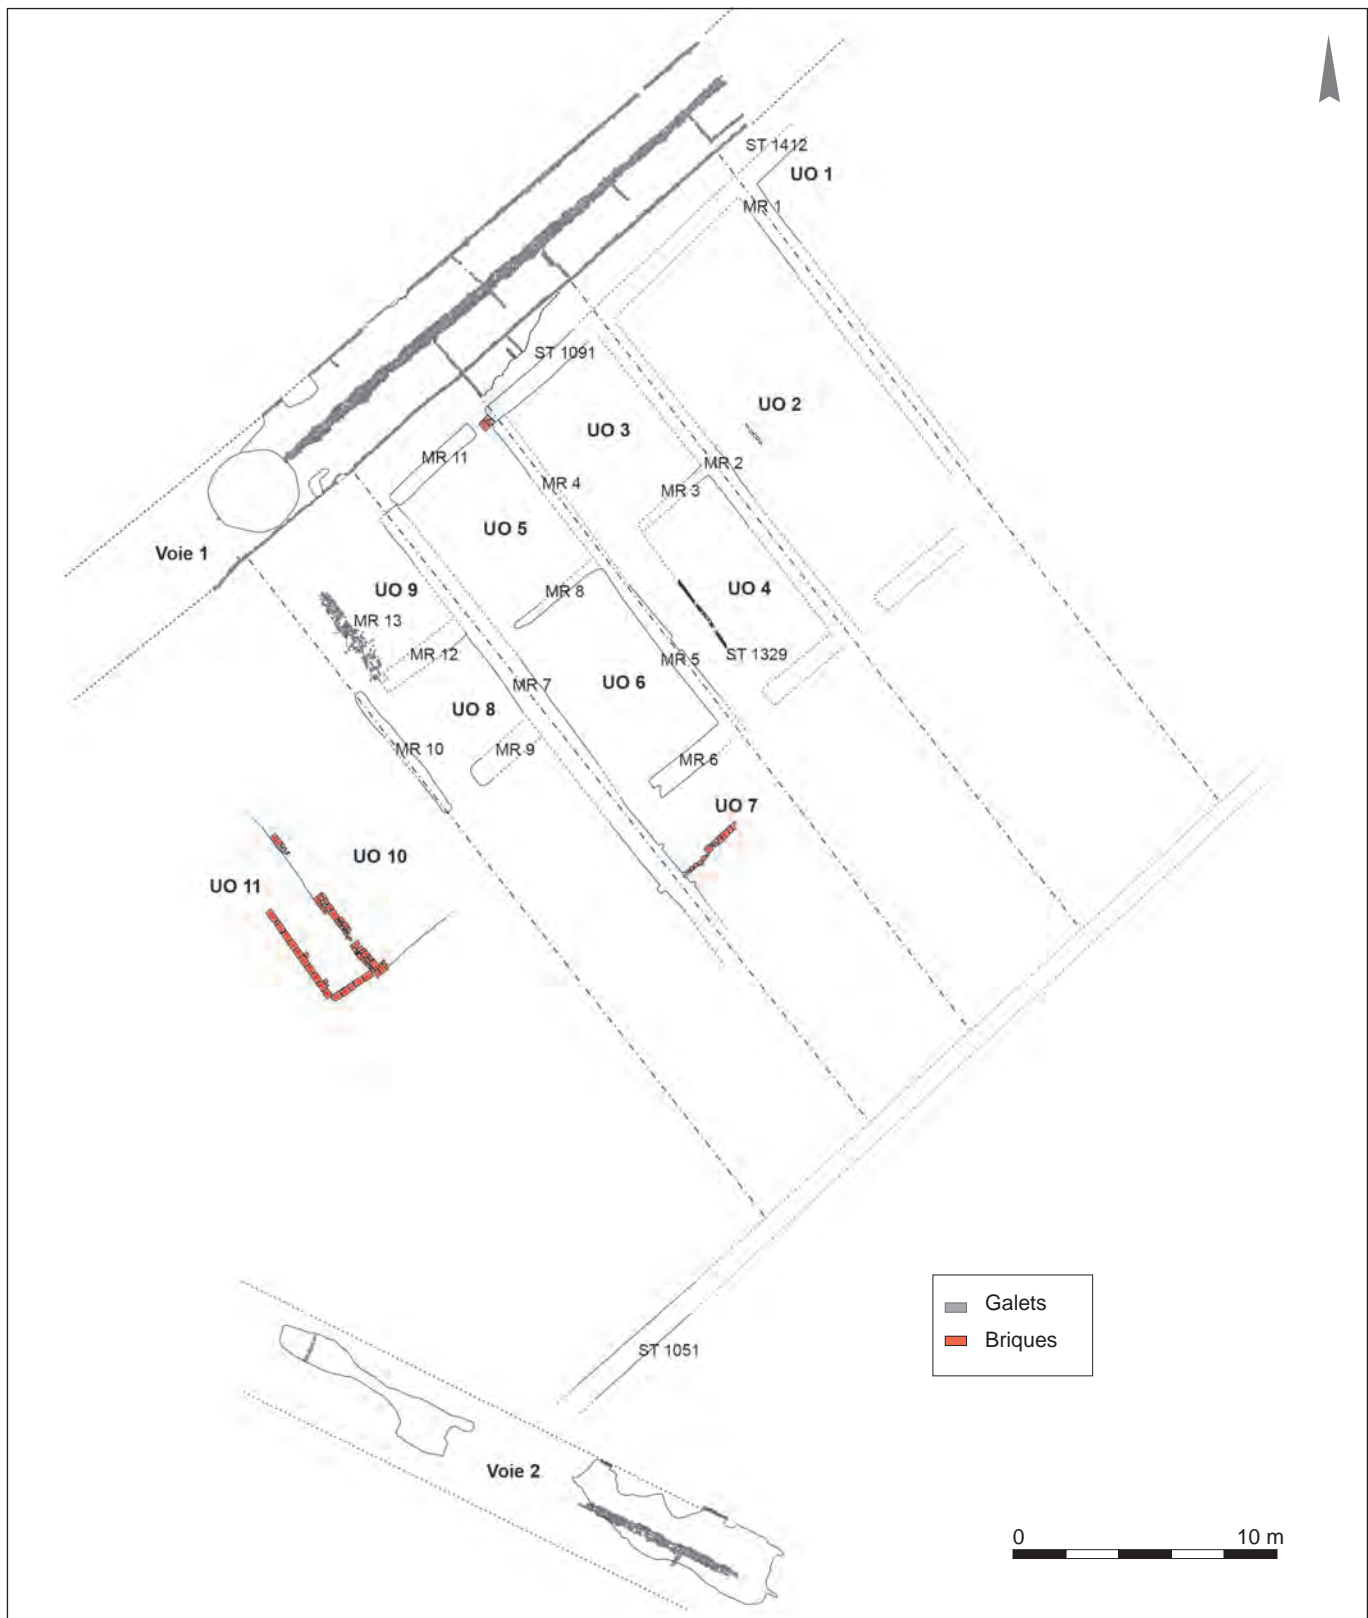 ST 1412
UO 1
MR 1
ST 1091
UO 2
UO 3
MR 11
MR 2
MR 4
MR 3
UO 5
Voie 1
UO 9
MR 8
UO 4
MR 13
MR 12
ST 1329
MR 5
MR 7
UO 6
UO 8
MR 10
MR 9
MR 6
UO 7
UO 10
UO 11
Galets
Briques
ST 1051
Voie 2
0 10 m